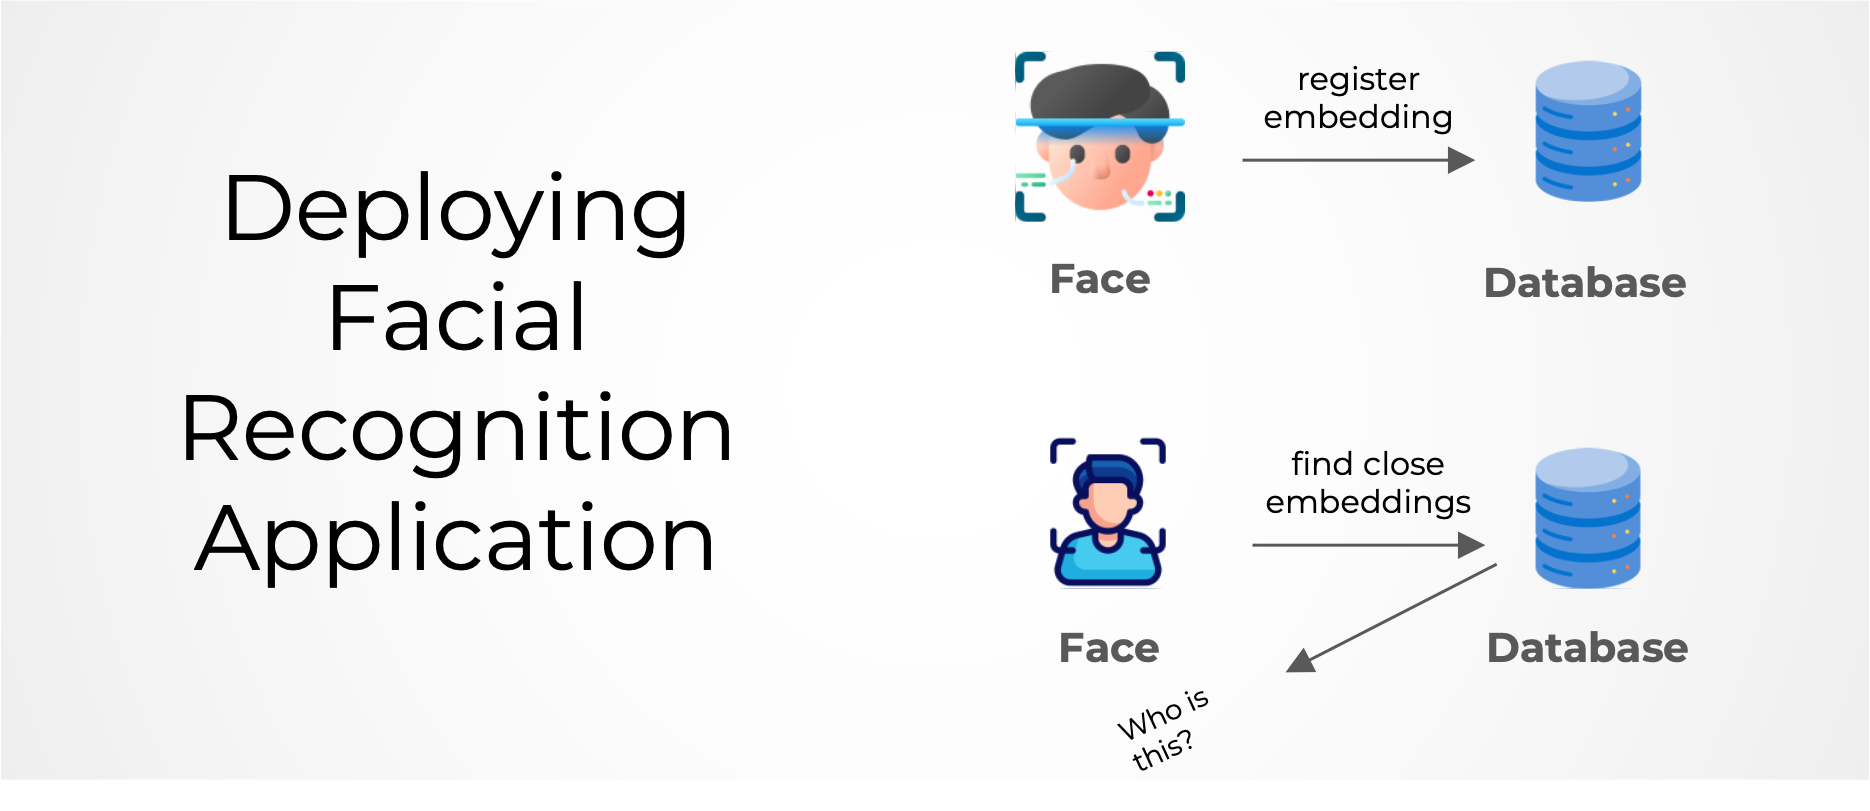 Deploying
Facial
Recognition
Application
register
embedding
Face
Database
find close
embeddings
Face
Database
Who is
this?